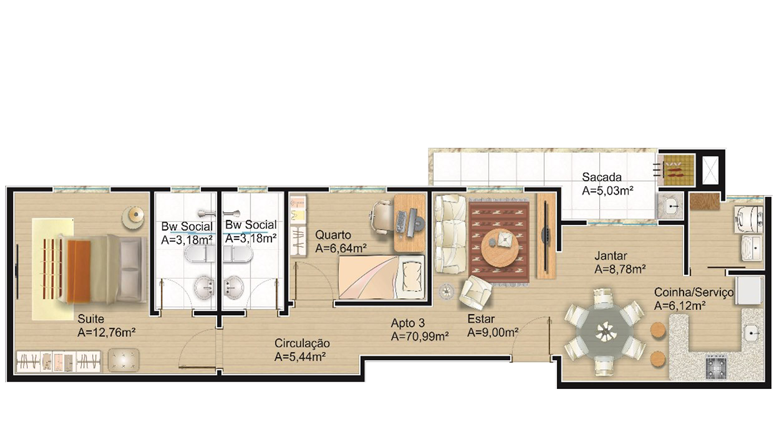 Sacada
A=5,03m²
Bw Social
A=3,18m²
Bw Social
A=3,18m²
Quarto
A=6,64m²
Jantar
A=8,78m²
Coinha/Serviço
A=6,12m²
Suite
A=12,76m²
Circulação
A=5,44m²
Apto 3
A=70,99m²
Estar
A=9,00m²